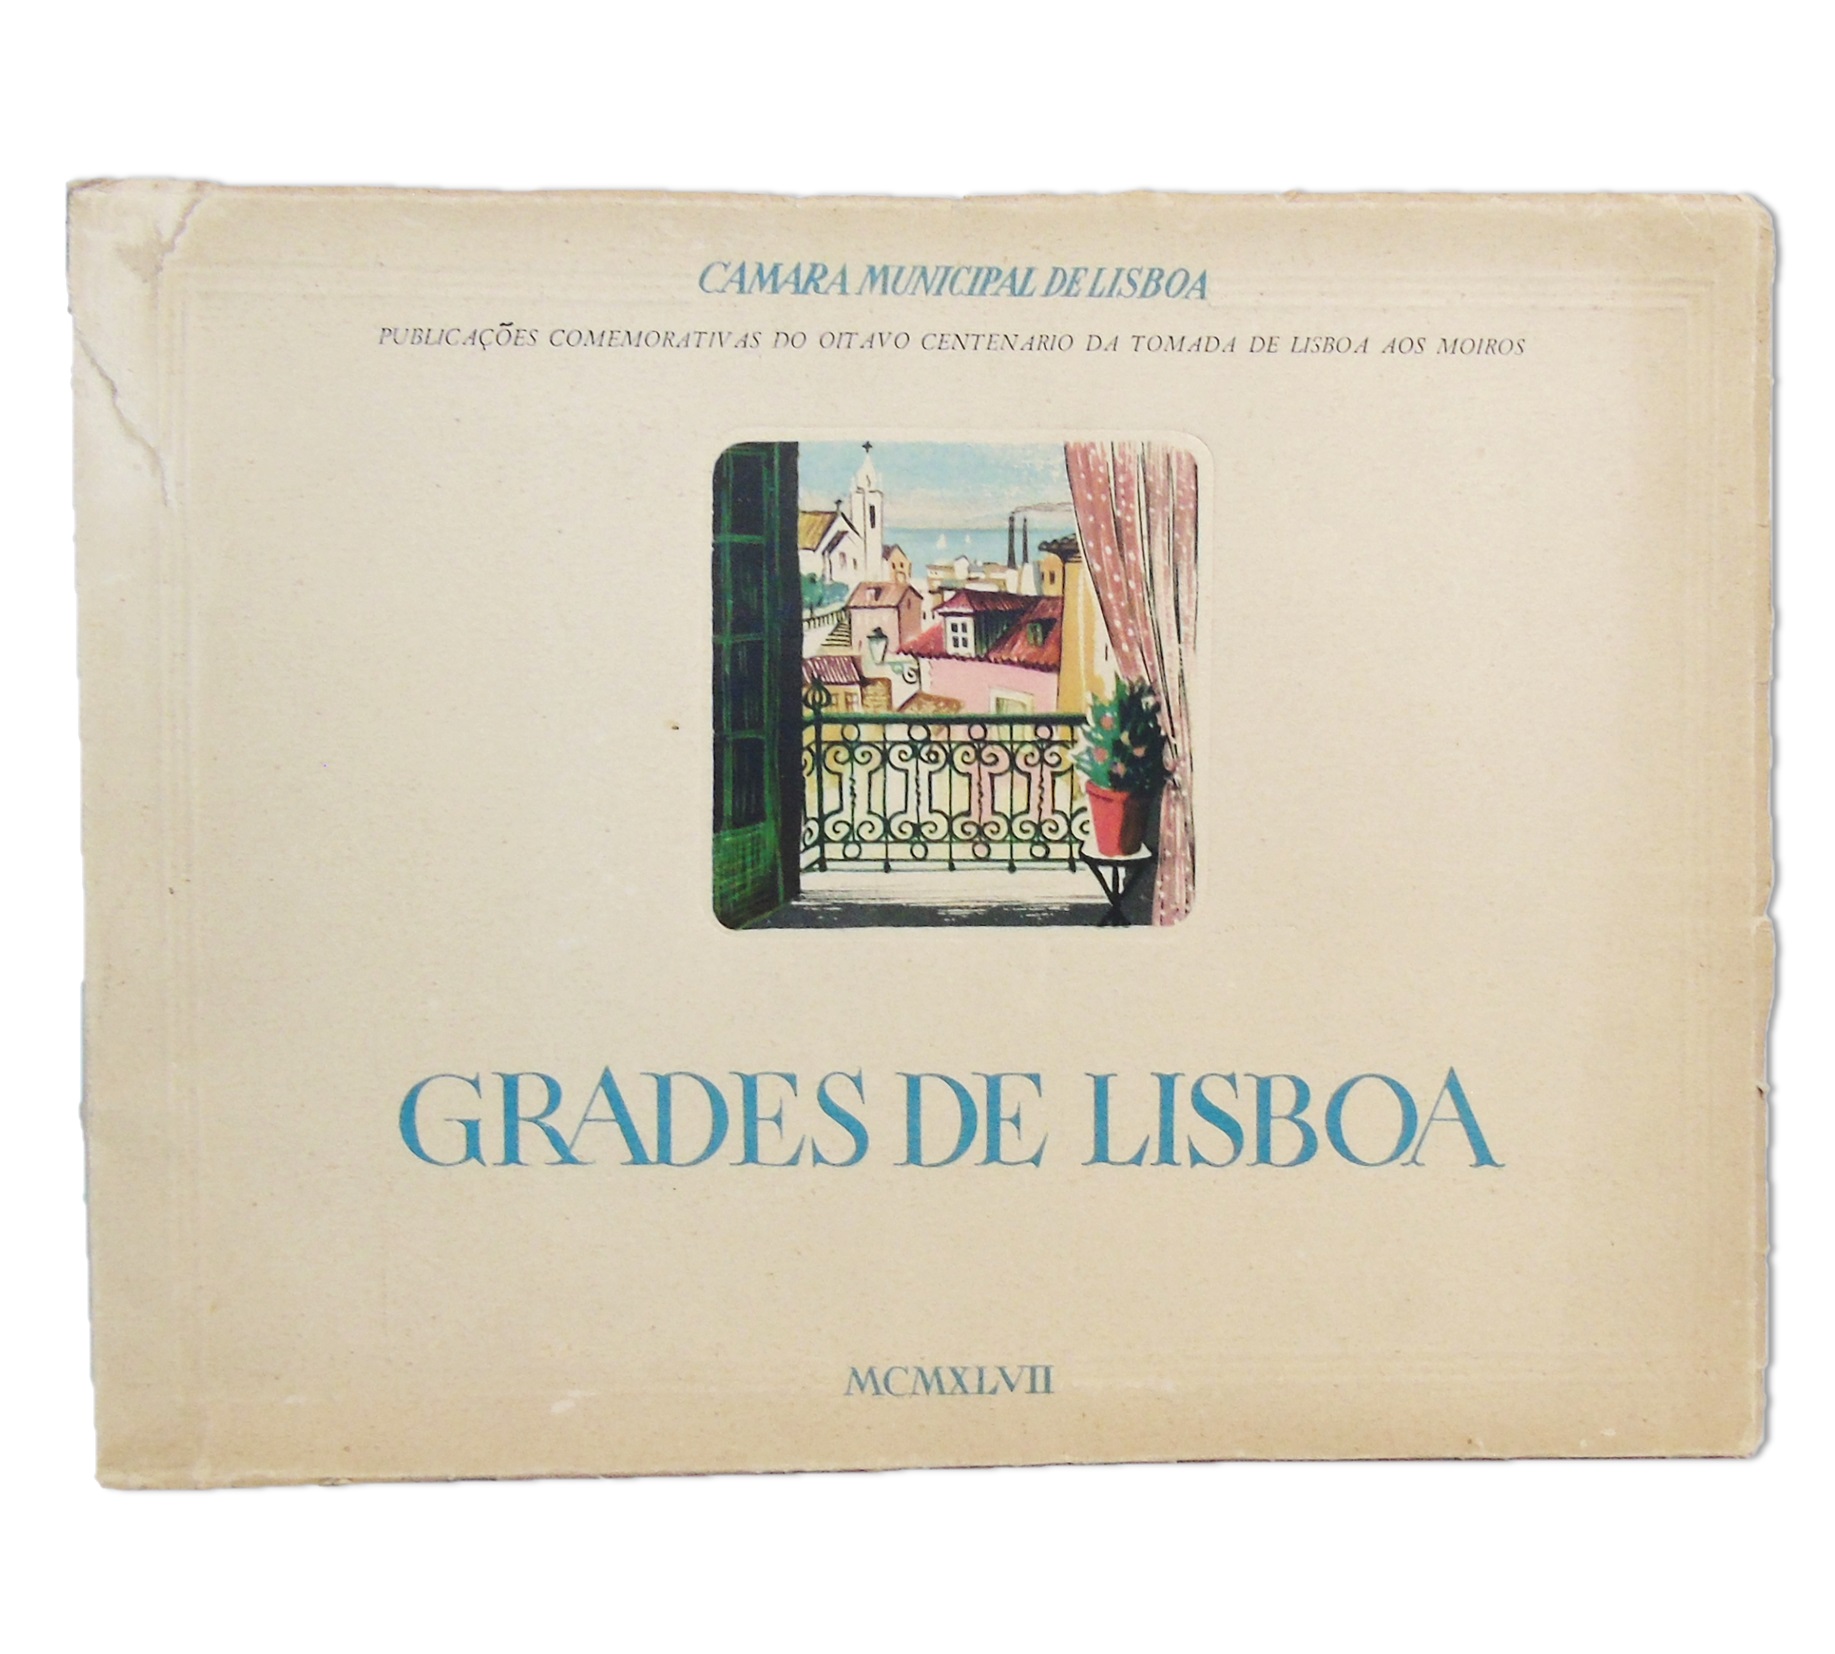 CAMARA MUNICIPAL DE LISBOA
PUBLICAÇÕES COMEMORATIVAS DO OITAVO CENTENARIO DA TOMADA DE LISBOA AOS MOIROS
GRADES DE LISBOA
MCMXLVII